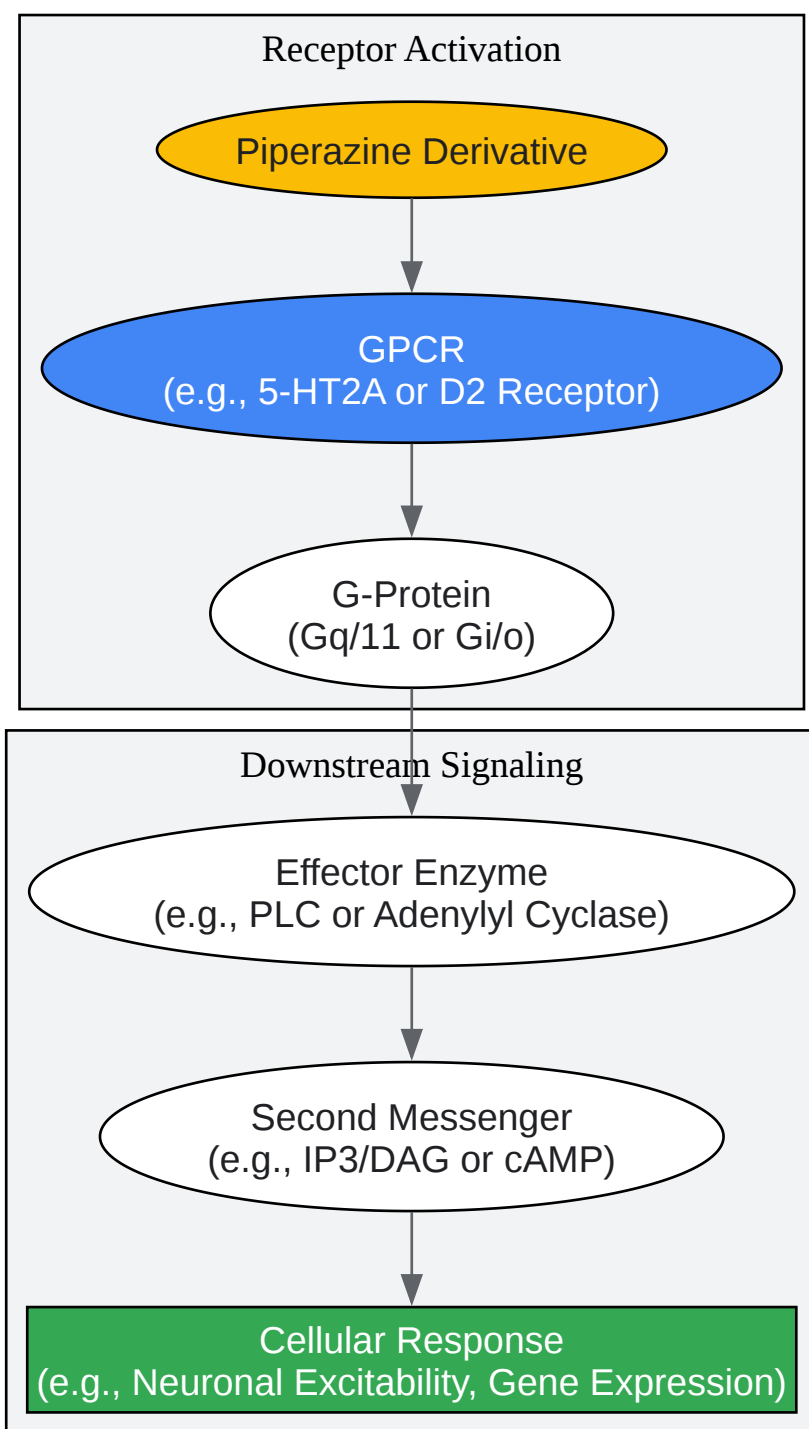 Receptor Activation
Piperazine Derivative
GPCR
(e.g., 5-HT2A or D2 Receptor)
G-Protein
(Gq/11 or Gi/o)
Downstream Signaling
Effector Enzyme
(e.g., PLC or Adenylyl Cyclase)
Second Messenger
(e.g., IP3/DAG or cAMP)
Cellular Response
(e.g., Neuronal Excitability, Gene Expression)